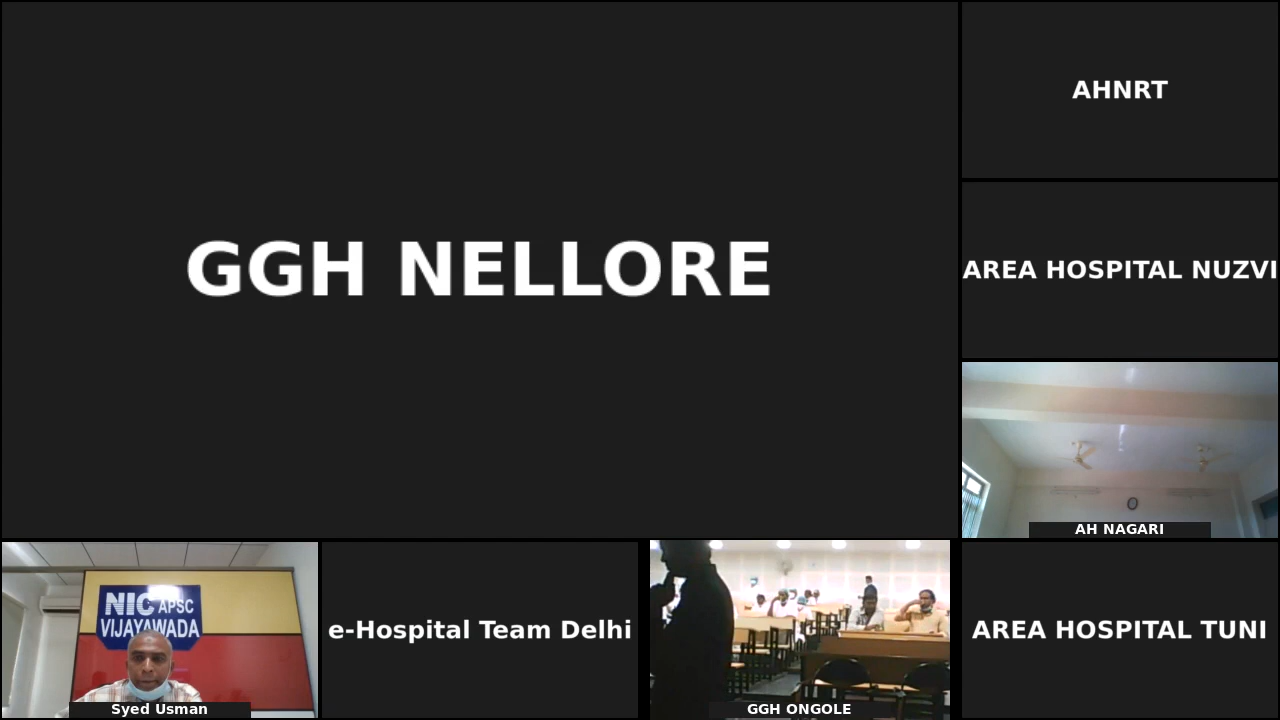 GGH NELLORE
AHNRT
AREA HOSPITAL NUZVI
AH NAGARI
NIC APSC
VIJAYAWADA
Syed Usman
e-Hospital Team Delhi
GGH ONGOLE
AREA HOSPITAL TUNI